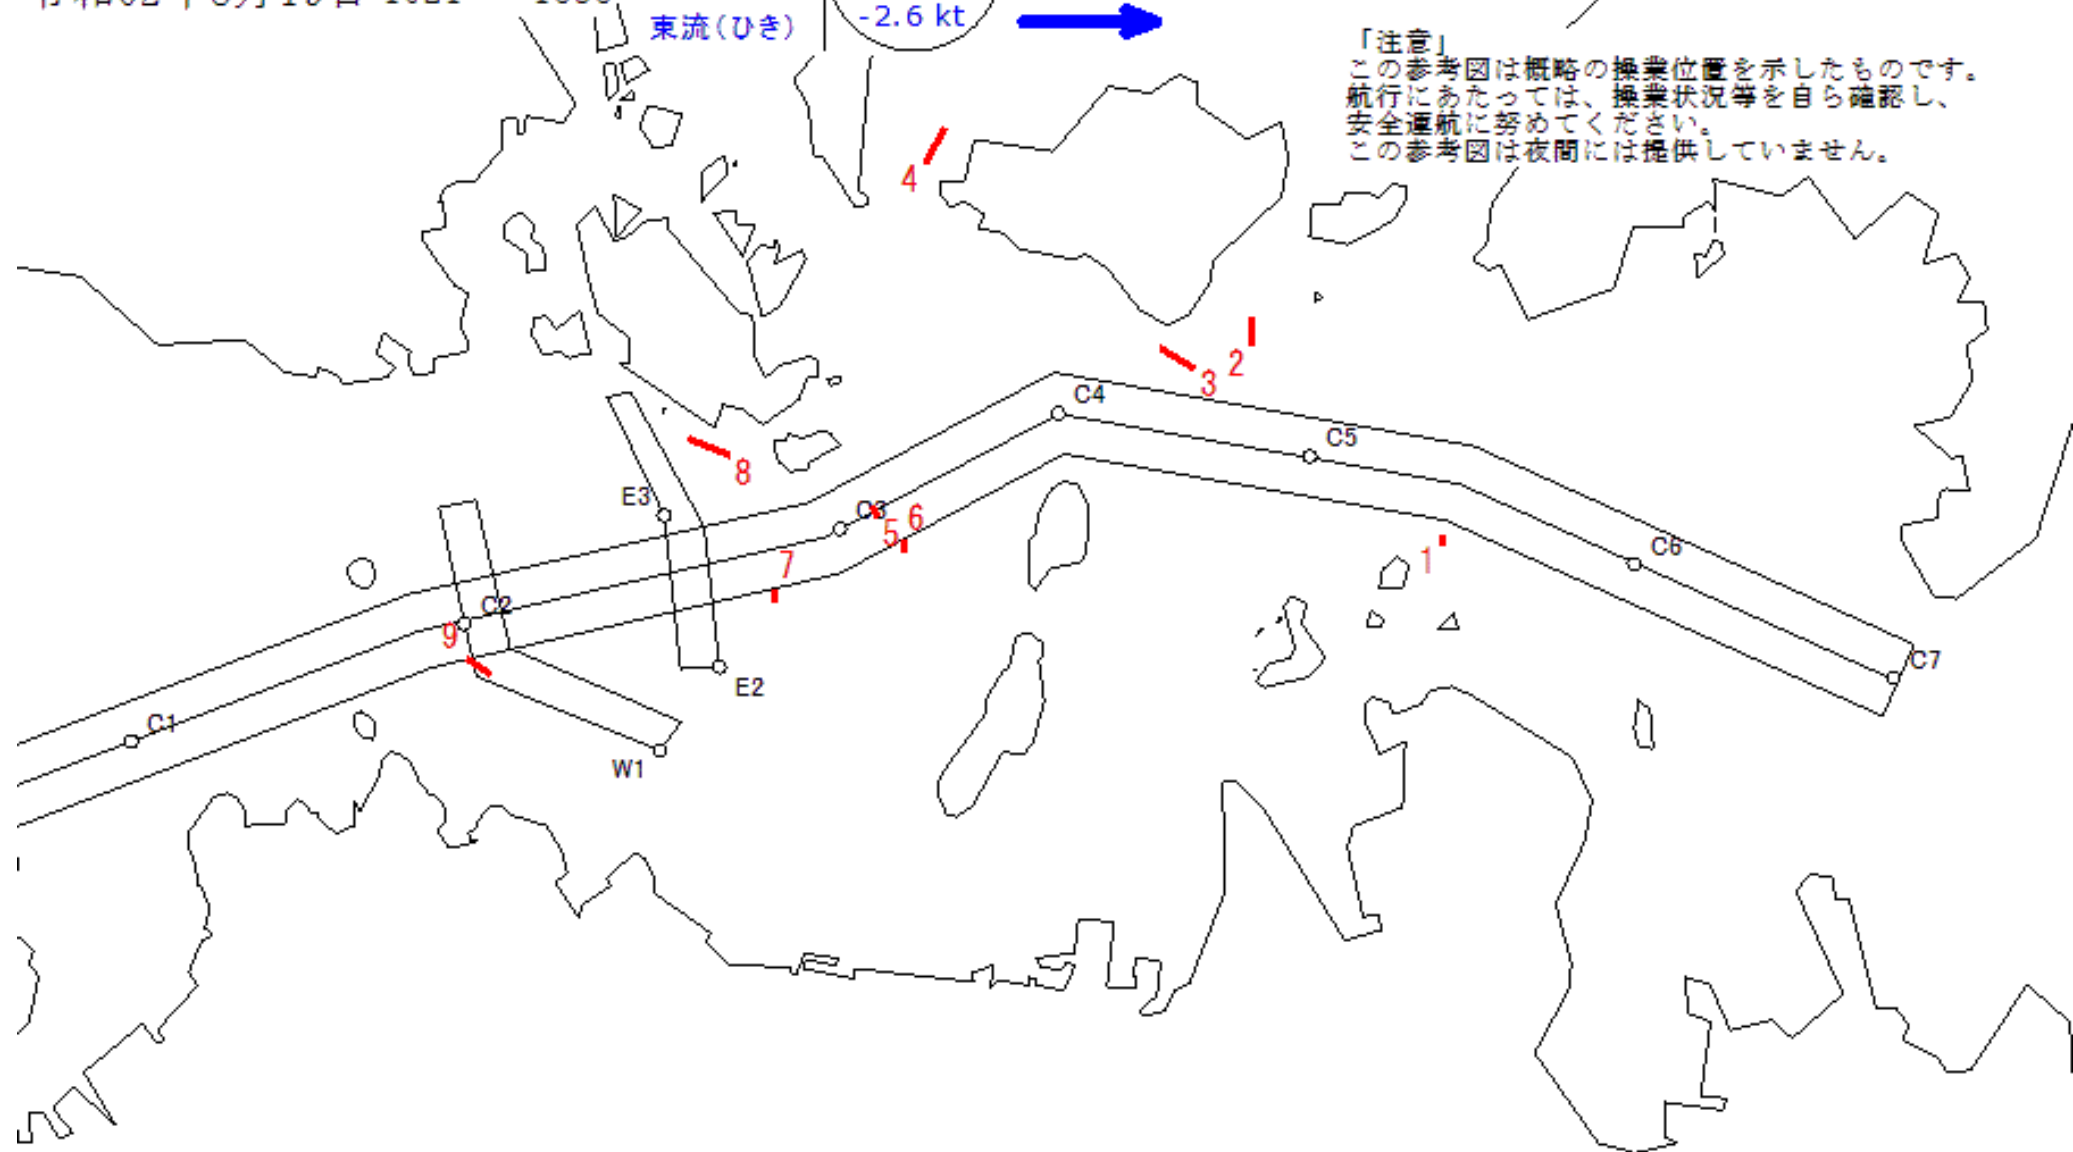 東流(ひき)
-2.6 kt
「注意」
この参考図は概略の操業位置を示したものです。
航行にあたっては、操業状況等を自ら確認し、
安全運航に努めてください。
この参考図は夜間には提供していません。
4
2
3
C4
C5
8
E3
C3
5
6
1
C6
7
C2
9
C7
E2
C1
W1